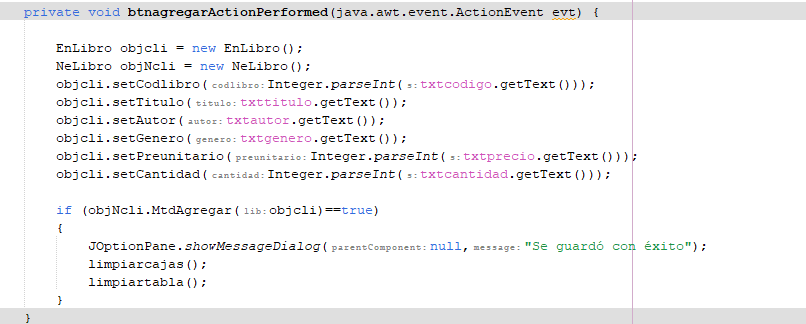 private void btnagregarActionPerformed(java.awt.event.ActionEvent evt) {
EnLibro objcli = new EnLibro();
NeLibro objNcli = new NeLibro();
objcli.setCodlibro( codlibro: Integer.parseInt( s: txtcodigo.getText()));
objcli.setTitulo( titulo: txttitulo.getText());
objcli.setAutor( autor: txtautor.getText());
objcli.setGenero( genero: txtgenero.getText());
objcli.setPreunitario( preunitario: Integer.parseInt( s: txtprecio.getText()));
objcli.setCantidad( cantidad: Integer.parseInt( s: txtcantidad.getText()));
if (objNcli.MtdAgregar( lib: objcli)==true)
{
JOptionPane.showMessageDialog( parentComponent: null, message: "Se guardó con éxito");
limpiarcajas();
limpiartabla();
}
}